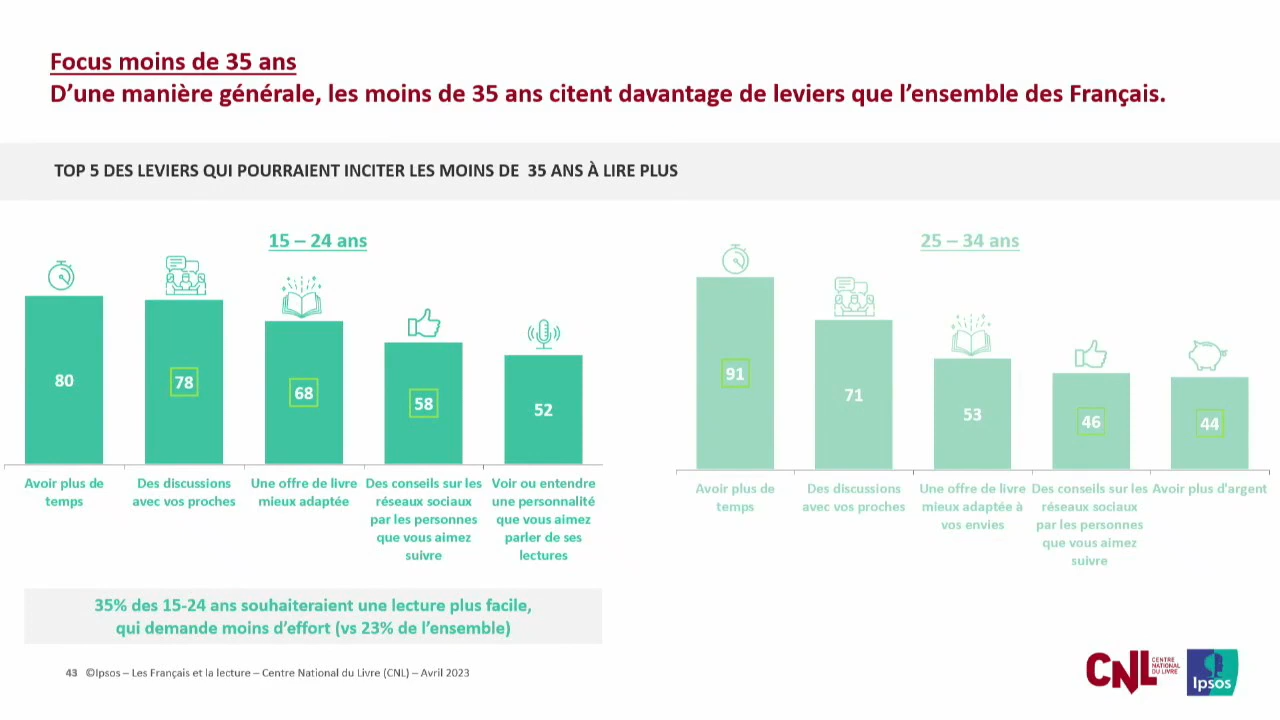 Focus moins de 35 ans
D’une manière générale, les moins de 35 ans citent davantage de leviers que l’ensemble des Français.
TOP 5 DES LEVIERS QUI POURRAIENT INCITER LES MOINS DE 35 ANS À LIRE PLUS
15 – 24 ans
80
78
68
58
52
Avoir plus de
temps
Des discussions
avec vos proches
Une offre de livre
mieux adaptée
Des conseils sur les
réseaux sociaux
par les personnes
que vous aimez
suivre
Voir ou entendre
une personnalité
que vous aimez
parler de ses
lectures
35% des 15-24 ans souhaiteraient une lecture plus facile,
qui demande moins d’effort (vs 23% de l’ensemble)
25 – 34 ans
91
71
53
46
44
Avoir plus de
temps
Des discussions
avec vos proches
Une offre de livre
mieux adaptée à
vos envies
Des conseils sur les
réseaux sociaux
par les personnes
que vous aimez
suivre
Avoir plus d'argent
43 ©Ipsos – Les Français et la lecture – Centre National du Livre (CNL) – Avril 2023
CNL
CENTRE
NATIONAL
DU LIVRE
Ipsos